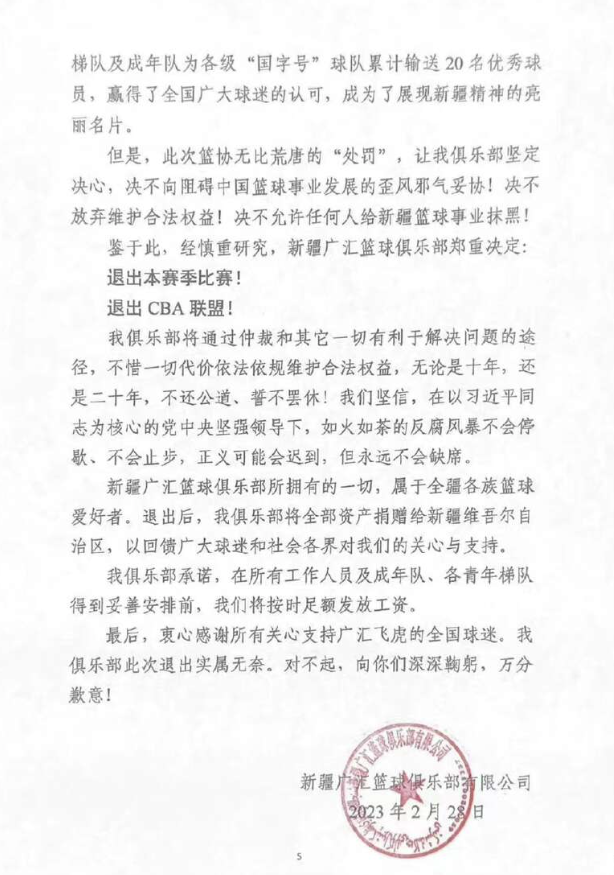 梯队及成年队为各级“国字号”球队累计输送 20 名优秀球
员，赢得了全国广大球迷的认可，成为了展现新疆精神的亮
丽名片。
但是，此次篮协无比荒唐的“处罚”，让我俱乐部坚定
决心，决不向阻碍中国篮球事业发展的歪风邪气妥协！决不
放弃维护合法权益！决不允许任何人给新疆篮球事业抹黑！
鉴于此，经慎重研究，新疆广汇篮球俱乐部郑重决定：
退出本赛季比赛！
退出 CBA 联盟！
我俱乐部将通过仲裁和其它一切有利于解决问题的途
径，不惜一切代价依法依规维护合法权益，无论是十年，还
是二十年，不还公道、誓不罢休！我们坚信，在以习近平同
志为核心的党中央坚强领导下，如火如荼的反腐风暴不会停
歇、不会止步，正义可能会迟到，但永远不会缺席。
新疆广汇篮球俱乐部所拥有的一切，属于全疆各族篮球
爱好者。退出后，我俱乐部将全部资产捐赠给新疆维吾尔自
治区，以回馈广大球迷和社会各界对我们的关心与支持。
我俱乐部承诺，在所有工作人员及成年队、各青年梯队
得到妥善安排前，我们将按时足额发放工资。
最后，衷心感谢所有关心支持广汇飞虎的全国球迷。我
俱乐部此次退出实属无奈。对不起，向你们深深鞠躬，万分
歉意！
新疆广汇篮球俱乐部有限公司
新疆广汇篮球俱乐部有限公司
2023 年 2 月 28 日
5